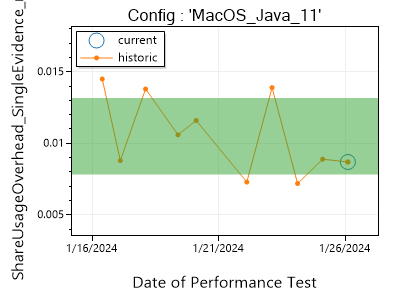 Config : 'MacOS_Java_11'
current
historic
0.015
0.01
0.005
ShareUsageOverhead_SingleEvidence_
1/16/2024
1/21/2024
1/26/2024
Date of Performance Test